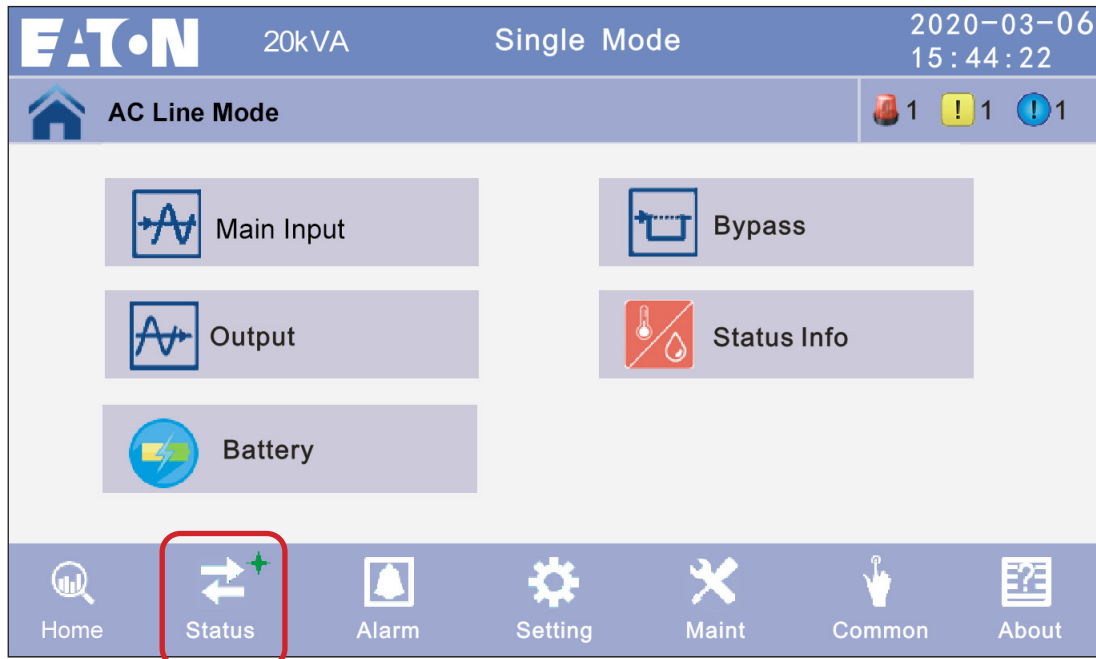 EATON 20kVA Single Mode 2020-03-06
15:44:22
AC Line Mode 1 ! 1 ! 1
Main Input Bypass
Output Status Info
Battery
Home Status Alarm Setting Maint Common About